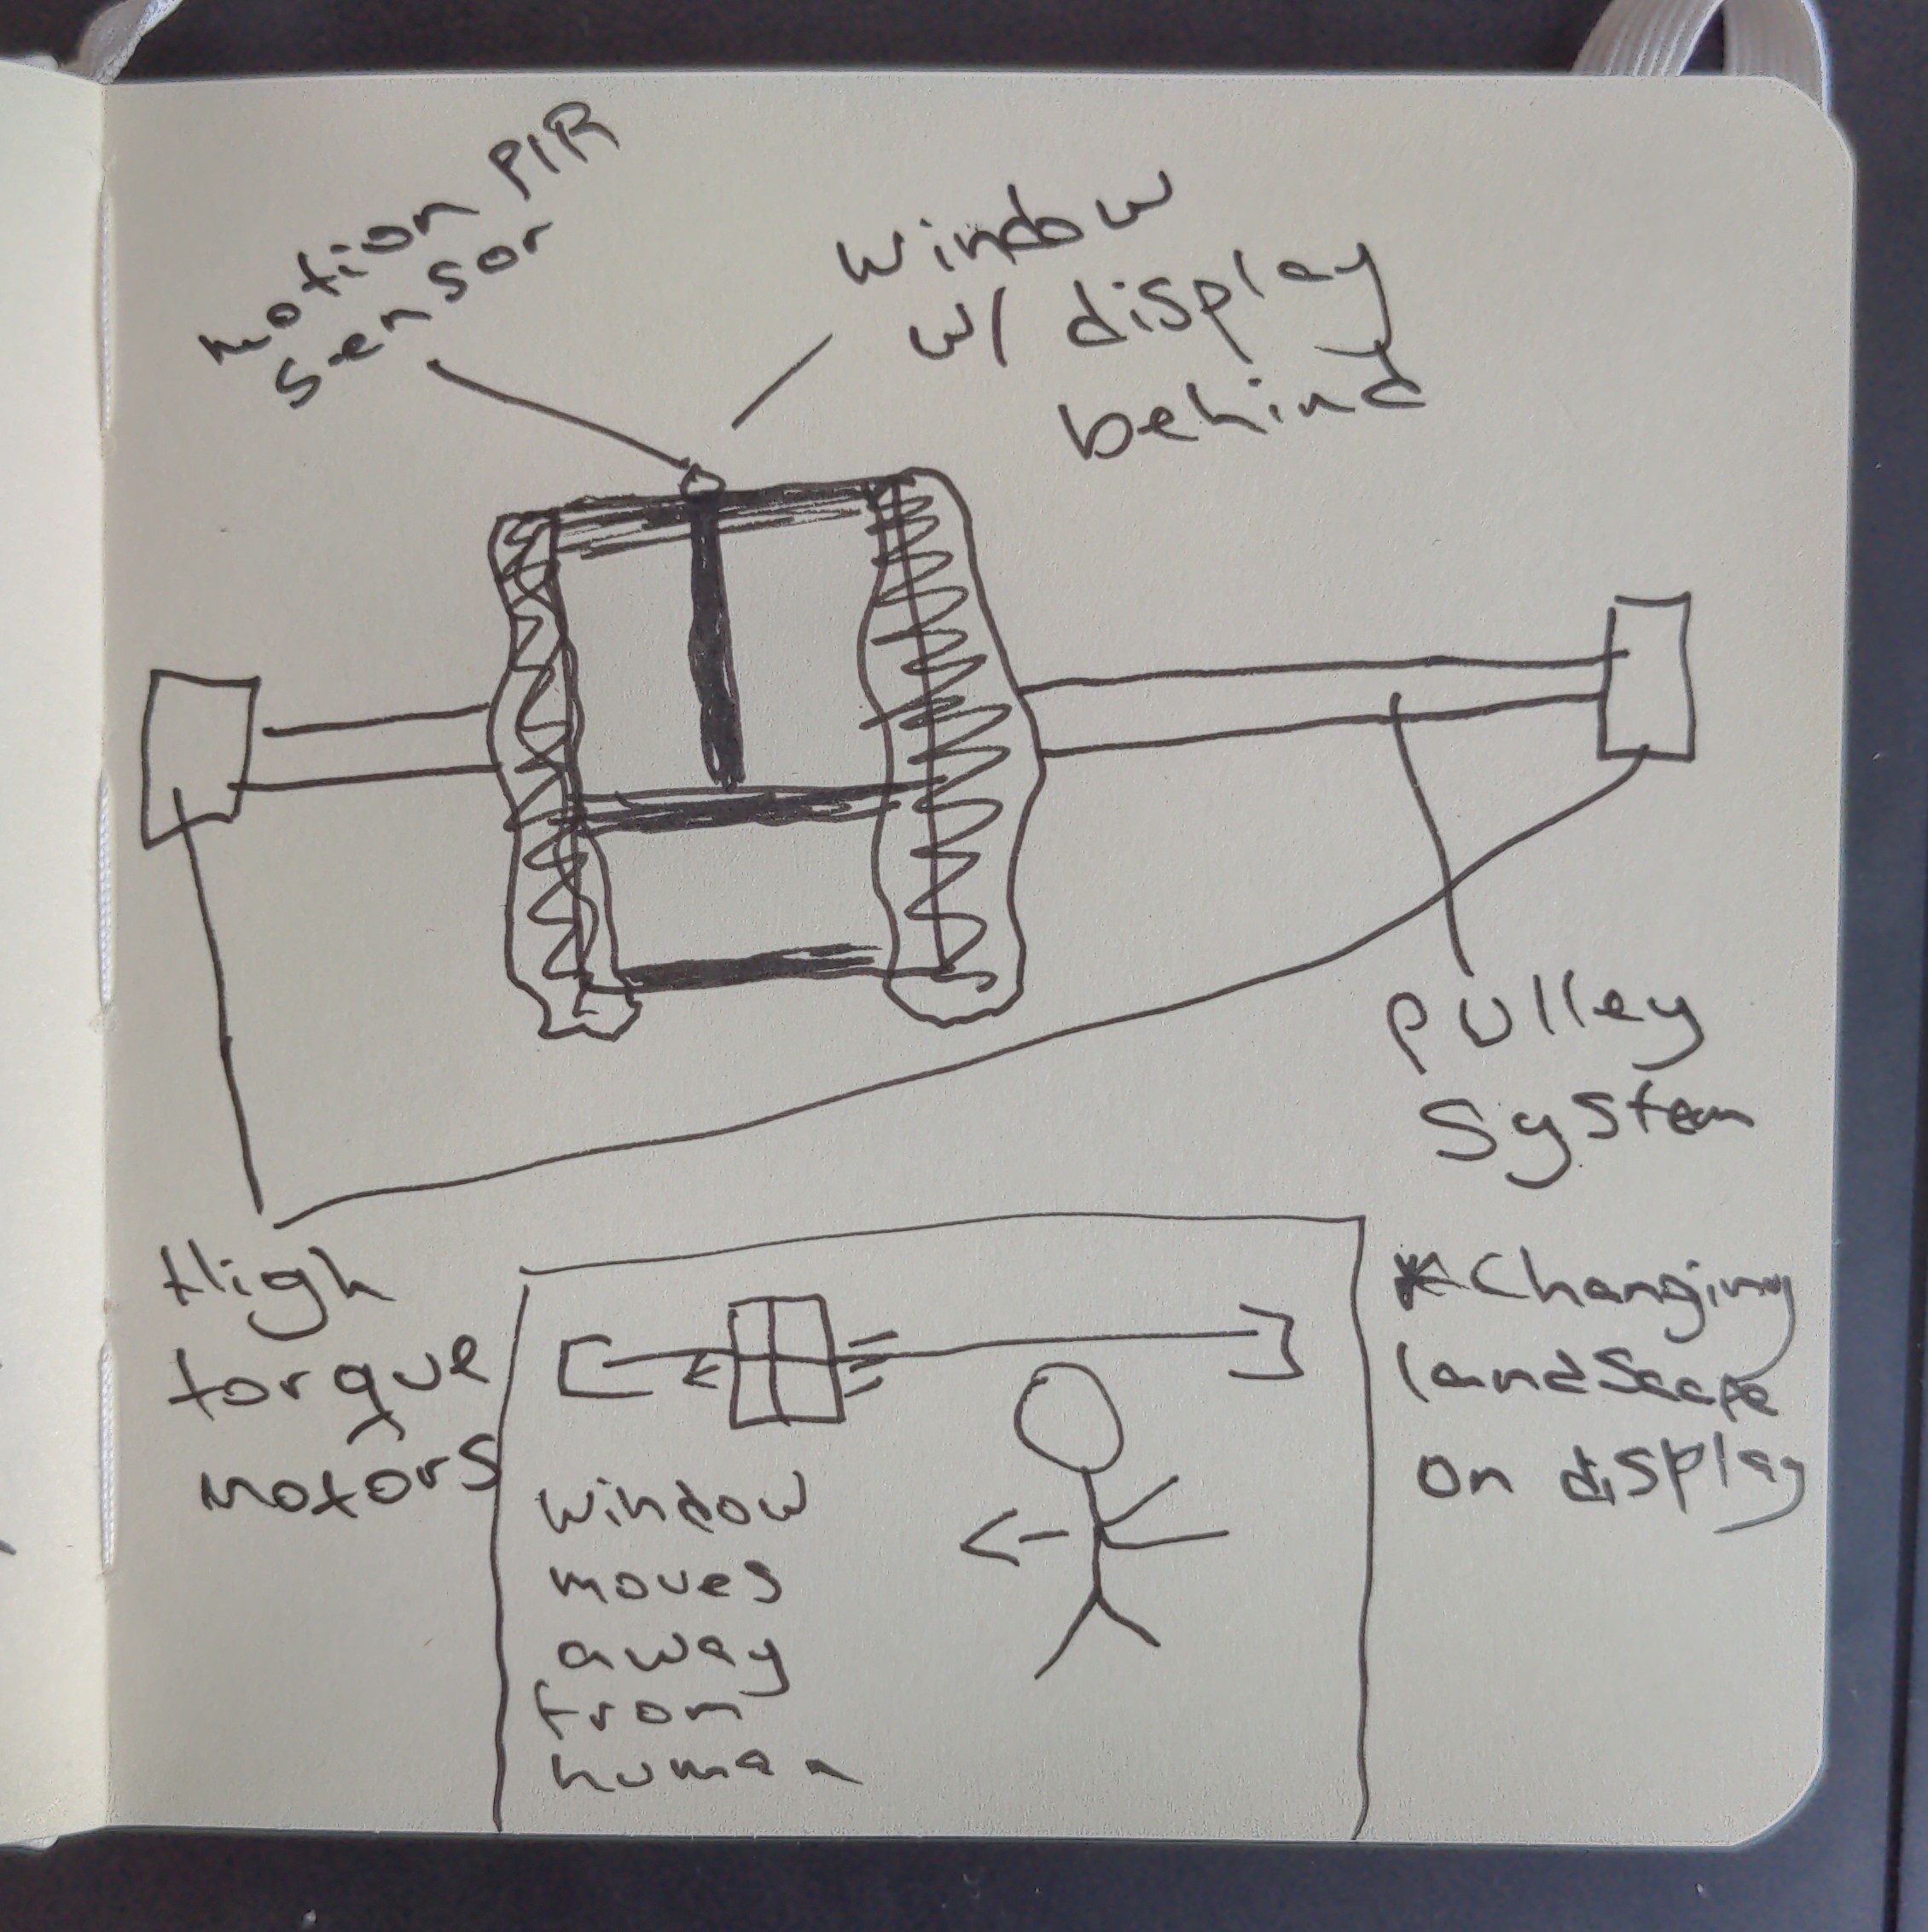 motion PIR
sensor
window
w/ display
behind
pulley
system
High
torque
motors
*Changing
landscape
on display
window
moves
away
from
human